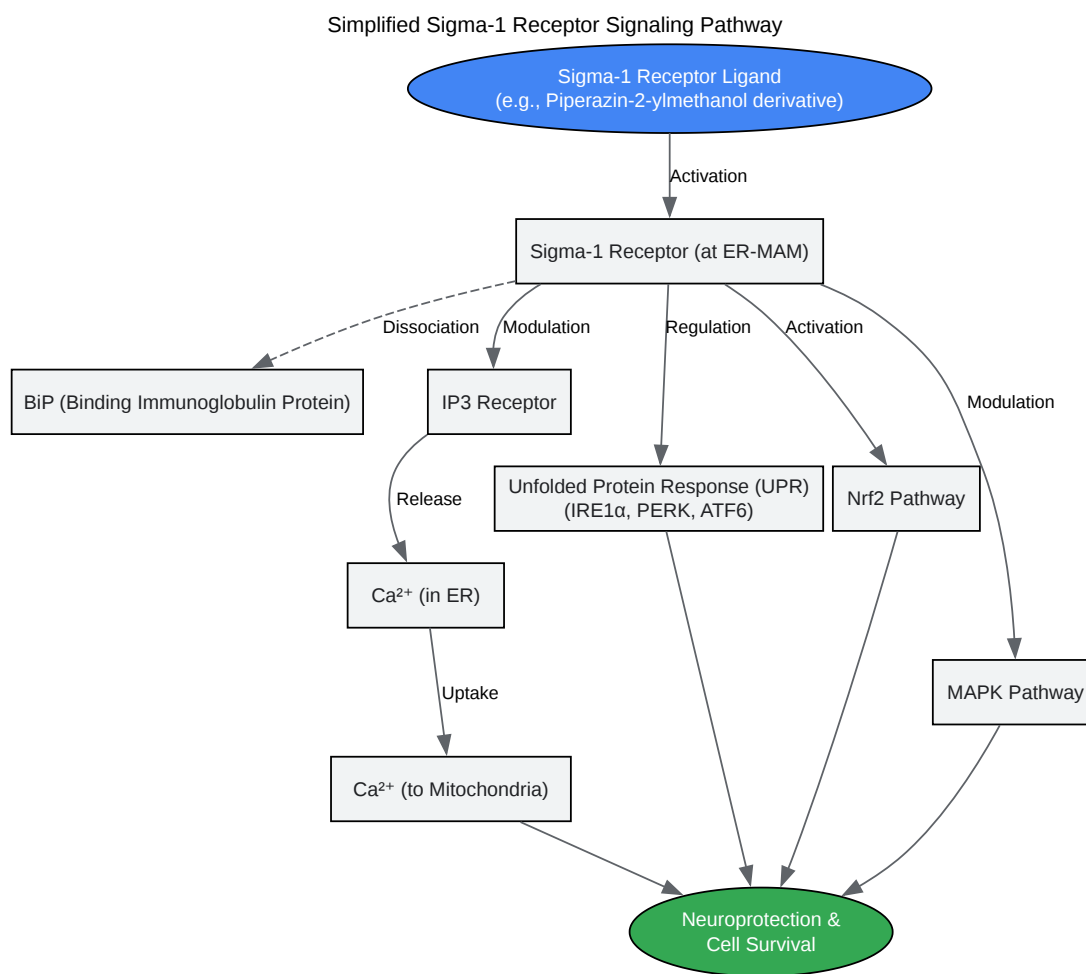 Simplified Sigma-1 Receptor Signaling Pathway
Sigma-1 Receptor Ligand
(e.g., Piperazin-2-ylmethanol derivative)
Activation
Sigma-1 Receptor (at ER-MAM)
Dissociation
Modulation
Regulation
Activation
BiP (Binding Immunoglobulin Protein)
IP3 Receptor
Modulation
Release
Unfolded Protein Response (UPR)
(IRE1α, PERK, ATF6)
Nrf2 Pathway
Ca²⁺ (in ER)
Uptake
MAPK Pathway
Ca²⁺ (to Mitochondria)
Neuroprotection &
Cell Survival